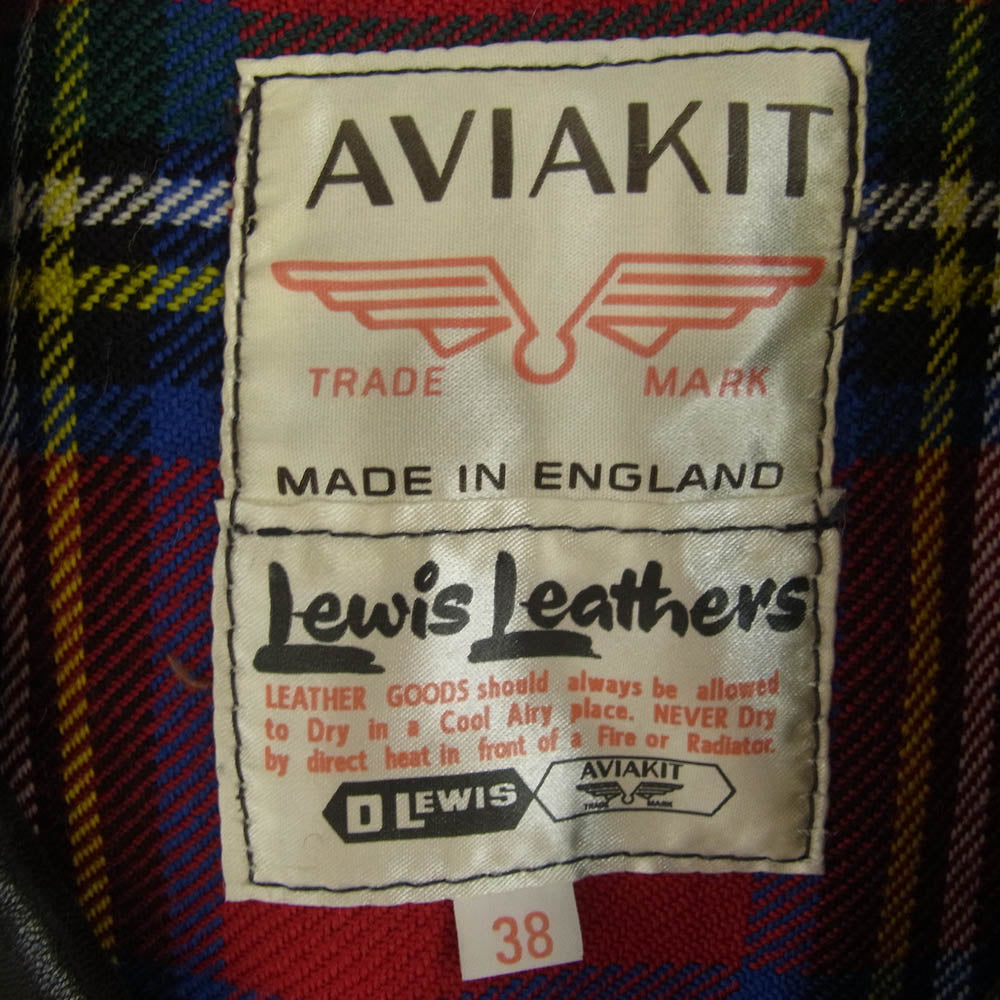 AVIAKIT
TRADE MARK
MADE IN ENGLAND
Lewis Leathers
LEATHER GOODS should always be allowed
to Dry in a Cool Airy place. NEVER Dry
by direct heat in front of a Fire or Radiator.
D LEWIS
AVIAKIT
TRADE MARK
38